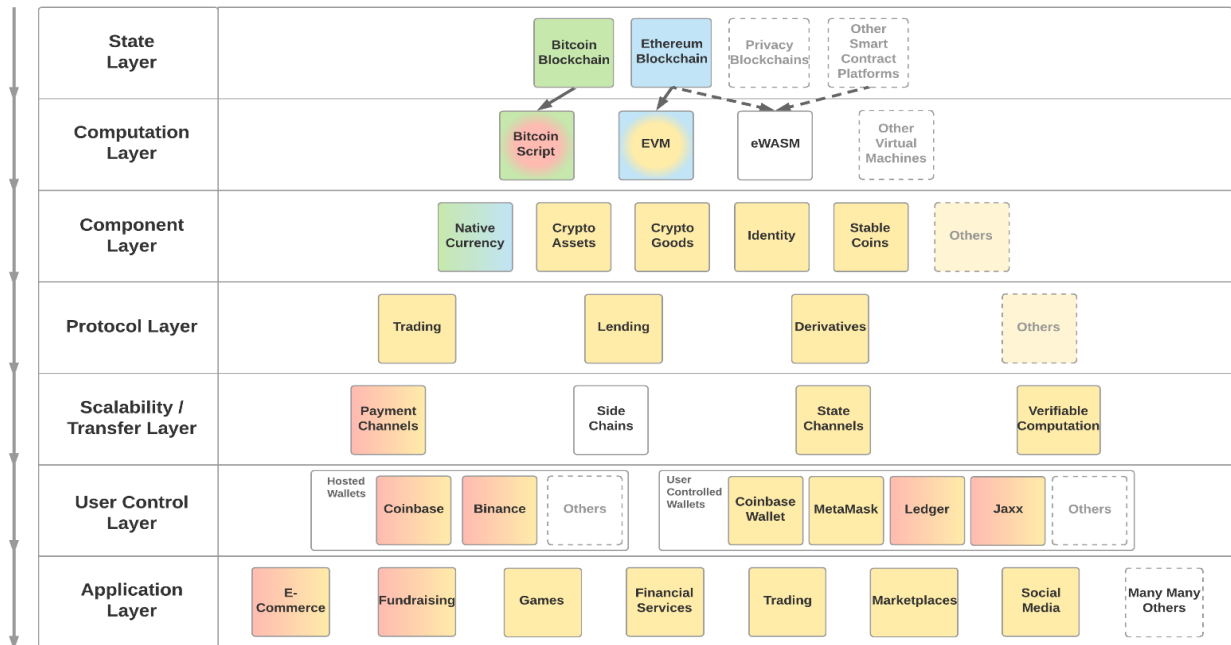 State
Layer
Bitcoin
Blockchain
Ethereum
Blockchain
Privacy
Blockchains
Other
Smart
Contract
Platforms
Computation
Layer
Bitcoin
Script
EVM
eWASM
Other
Virtual
Machines
Component
Layer
Native
Currency
Crypto
Assets
Crypto
Goods
Identity
Stable
Coins
Others
Protocol Layer
Trading
Lending
Derivatives
Others
Scalability /
Transfer Layer
Payment
Channels
Side
Chains
State
Channels
Verifiable
Computation
User Control
Layer
Hosted
Wallets
Coinbase
Binance
Others
User
Controlled
Wallets
Coinbase
Wallet
MetaMask
Ledger
Jaxx
Others
Application
Layer
E-
Commerce
Fundraising
Games
Financial
Services
Trading
Marketplaces
Social
Media
Many Many
Others